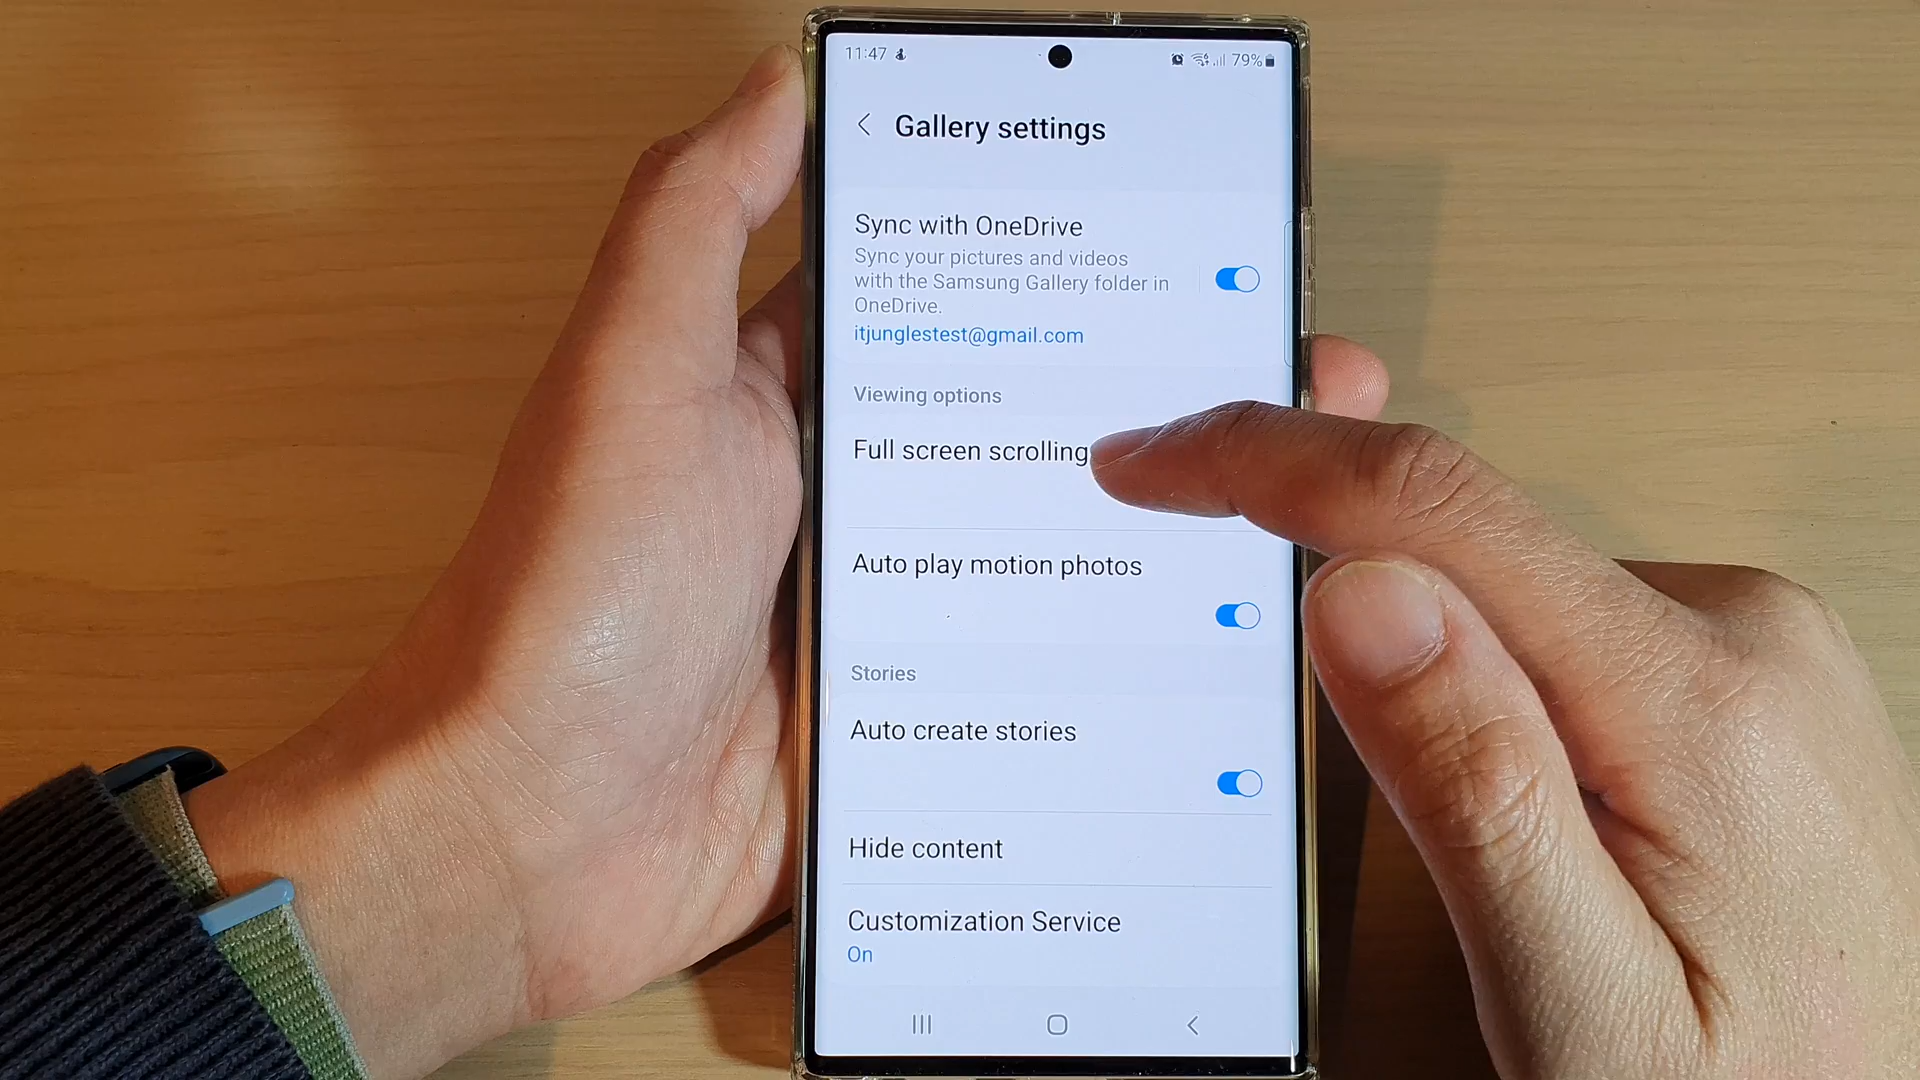 11:47
79%
Gallery settings
Sync with OneDrive
Sync your pictures and videos
with the Samsung Gallery folder in
OneDrive.
itjunglestest@gmail.com
Viewing options
Full screen scrolling
Auto play motion photos
Stories
Auto create stories
Hide content
Customization Service
On